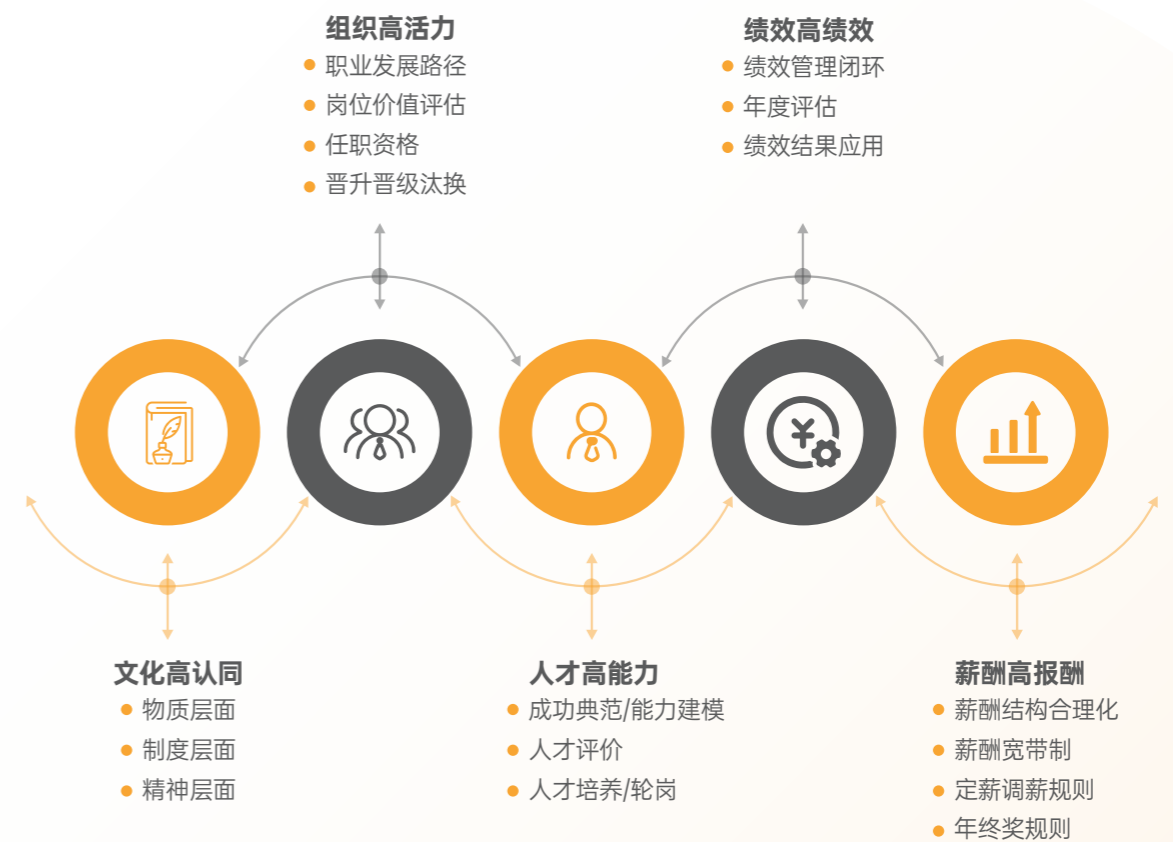 组织高活力
职业发展路径
岗位价值评估
任职资格
晋升晋级汰换
绩效高绩效
绩效管理闭环
年度评估
绩效结果应用
文化高认同
物质层面
制度层面
精神层面
人才高能力
成功典范/能力建模
人才评价
人才培养/轮岗
薪酬高报酬
薪酬结构合理化
薪酬宽带制
定薪调薪规则
年终奖规则
¥